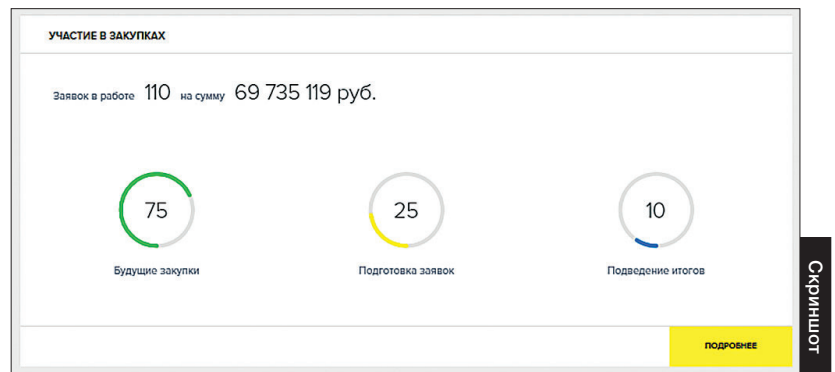 УЧАСТИЕ В ЗАКУПКАХ
Заявок в работе 110 на сумму 69 735 119 руб.
75
25
10
Будущие закупки
Подготовка заявок
Подведение итогов
ПОДРОБНЕЕ
Скриншот